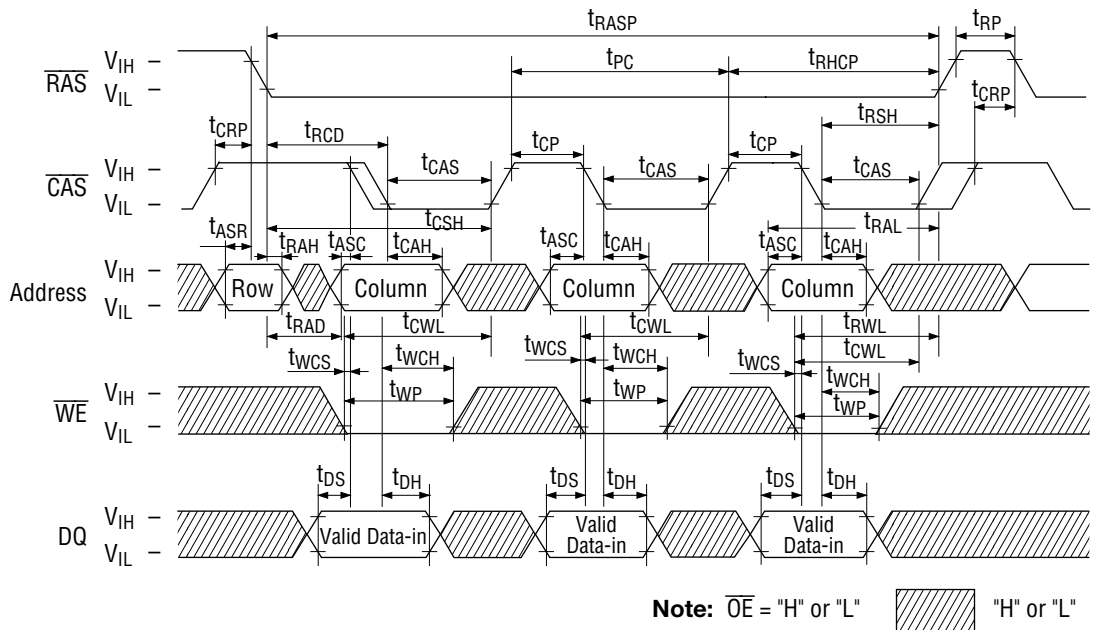 tRASP tRP
tPC tRHCP
RAS VIH –
VIL –
tCRP tRCD tRSH tCRP
tCP tCP
CAS VIH –
VIL –
tCAS tCAS tCAS
tCSH tRAL
tASR tRAH tASC tCAH tASC tCAH tASC tCAH
Address VIH –
VIL –
Row Column Column Column
tRAD tCWL tCWL tRWL
tCWL
tWCS tWCH tWCS tWCH tWCS tWCH
tWP tWP tWP
WE VIH –
VIL –
tDS tDH tDS tDH tDS tDH
DQ VIH –
VIL –
Valid Data-in Valid Data-in Valid Data-in
Note: OE = "H" or "L" "H" or "L"